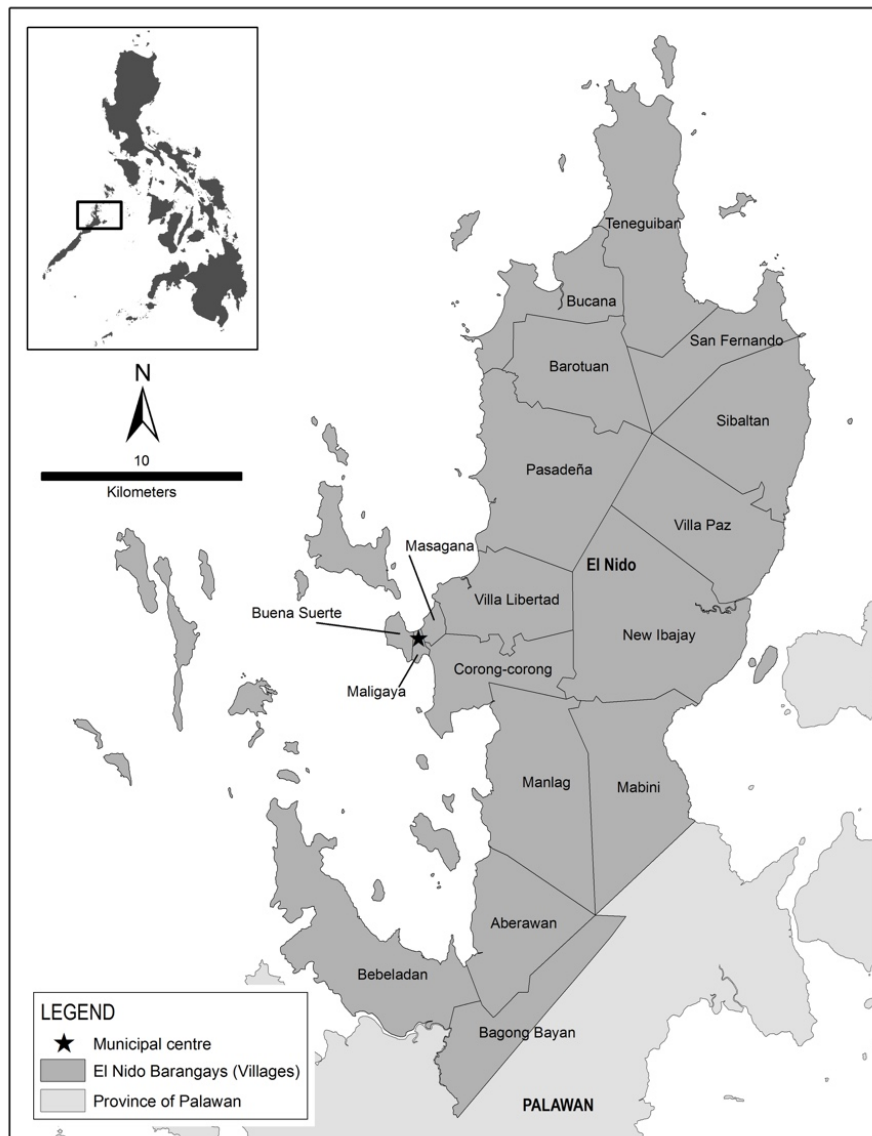 Teneguiban
Bucana
San Fernando
Barotuan
Sibaltan
N
10
Kilometers
Pasadeña
Villa Paz
Masagana
El Nido
Villa Libertad
Buena Suerte
New Ibajay
Corong-corong
Maligaya
Manlag
Mabini
Aberawan
Bebeladan
Bagong Bayan
LEGEND
Municipal centre
El Nido Barangays (Villages)
Province of Palawan
PALAWAN